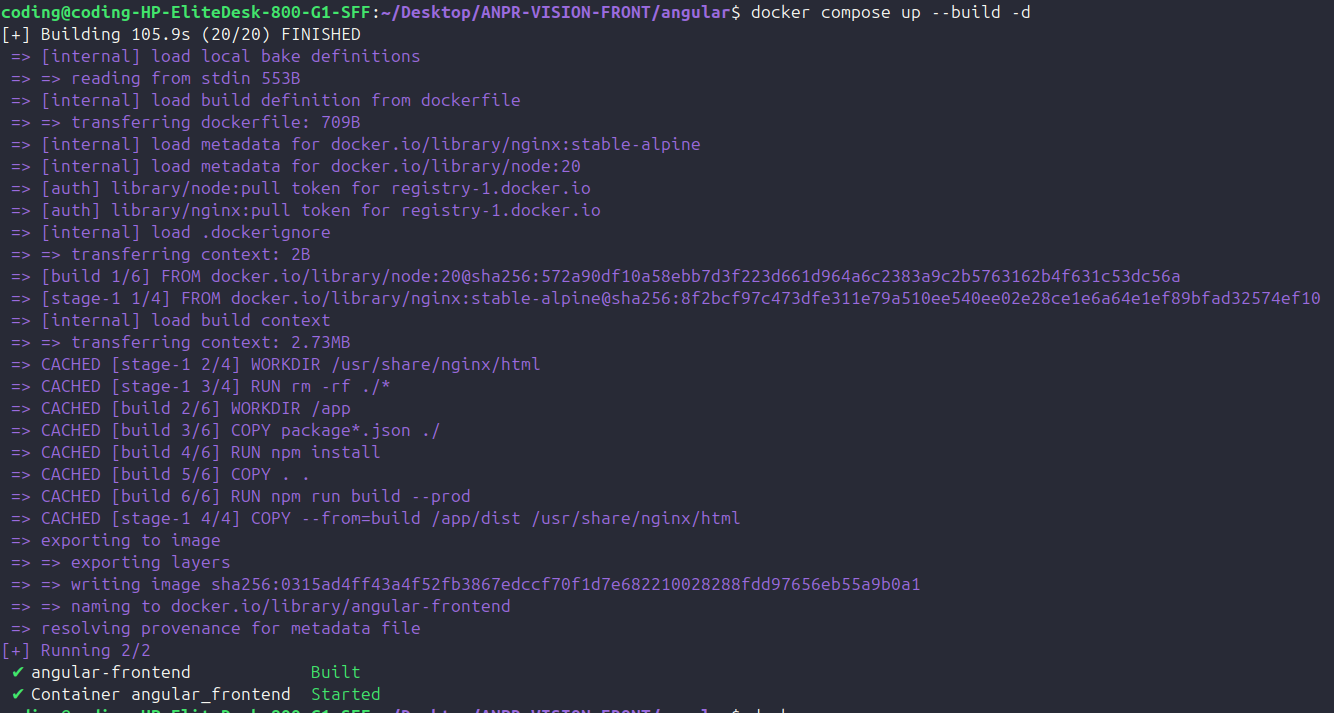 coding@coding-HP-EliteDesk-800-G1-SFF:~/Desktop/ANPR-VISION-FRONT/angular$ docker compose up --build -d
[+] Building 105.9s (20/20) FINISHED
=> [internal] load local bake definitions
=> => reading from stdin 553B
=> [internal] load build definition from dockerfile
=> => transferring dockerfile: 709B
=> [internal] load metadata for docker.io/library/nginx:stable-alpine
=> [internal] load metadata for docker.io/library/node:20
=> [auth] library/node:pull token for registry-1.docker.io
=> [auth] library/nginx:pull token for registry-1.docker.io
=> [internal] load .dockerignore
=> => transferring context: 2B
=> [build 1/6] FROM docker.io/library/node:20@sha256:572a90df10a58ebb7d3f223d661d964a6c2383a9c2b5763162b4f631c53dc56a
=> [stage-1 1/4] FROM docker.io/library/nginx:stable-alpine@sha256:8f2bcf97c473dfe311e79a510ee540ee02e28ce1e6a64e1ef89bfad32574ef10
=> [internal] load build context
=> => transferring context: 2.73MB
=> CACHED [stage-1 2/4] WORKDIR /usr/share/nginx/html
=> CACHED [stage-1 3/4] RUN rm -rf ./*
=> CACHED [build 2/6] WORKDIR /app
=> CACHED [build 3/6] COPY package*.json ./
=> CACHED [build 4/6] RUN npm install
=> CACHED [build 5/6] COPY . .
=> CACHED [build 6/6] RUN npm run build --prod
=> CACHED [stage-1 4/4] COPY --from=build /app/dist /usr/share/nginx/html
=> exporting to image
=> => exporting layers
=> => writing image sha256:0315ad4ff43a4f52fb3867edccf70f1d7e682210028288fdd97656eb55a9b0a1
=> => naming to docker.io/library/angular-frontend
=> resolving provenance for metadata file
[+] Running 2/2
✔ angular-frontend Built
✔ Container angular_frontend Started